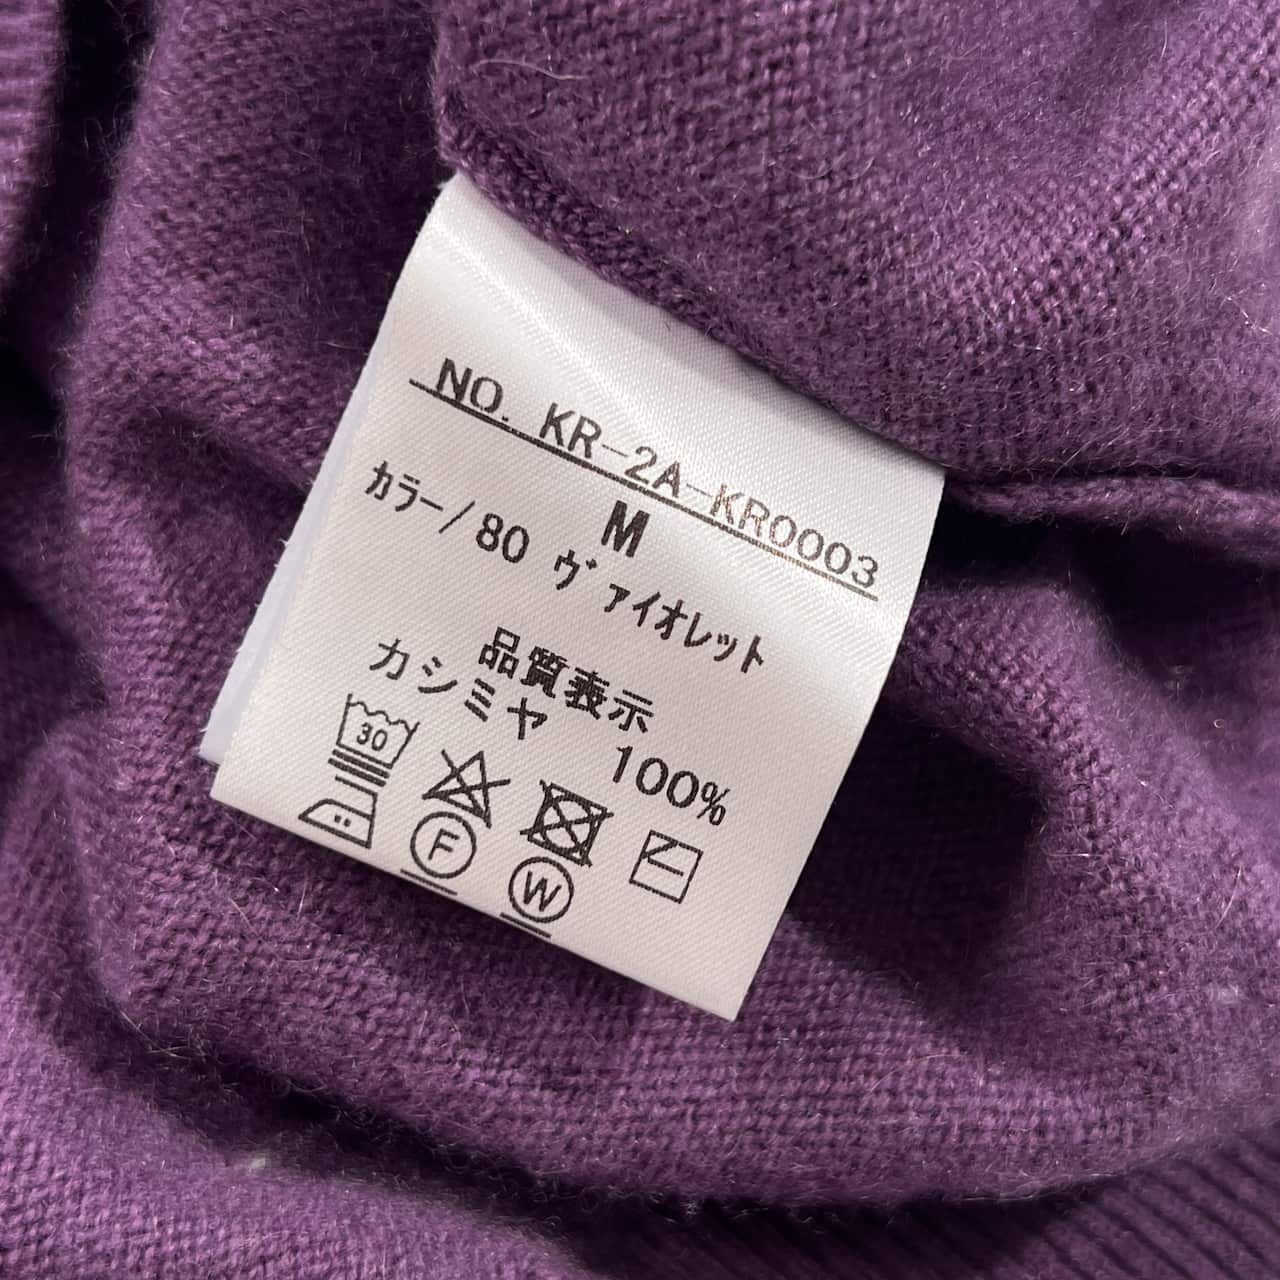 NO. KR-2A-KR0003
M
カラー/80 ヴァイオレット
品質表示
カシミヤ 100%
30
F
W